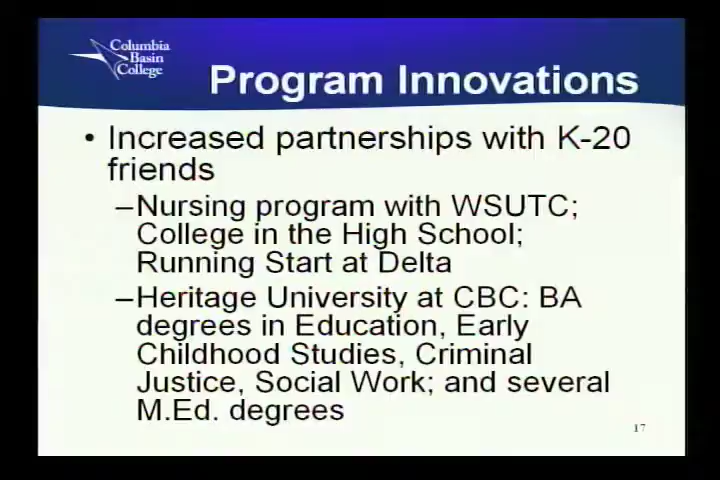 Columbia
Basin
College
Program Innovations
• Increased partnerships with K-20
friends
–Nursing program with WSUTC;
College in the High School;
Running Start at Delta
–Heritage University at CBC: BA
degrees in Education, Early
Childhood Studies, Criminal
Justice, Social Work; and several
M.Ed. degrees
17